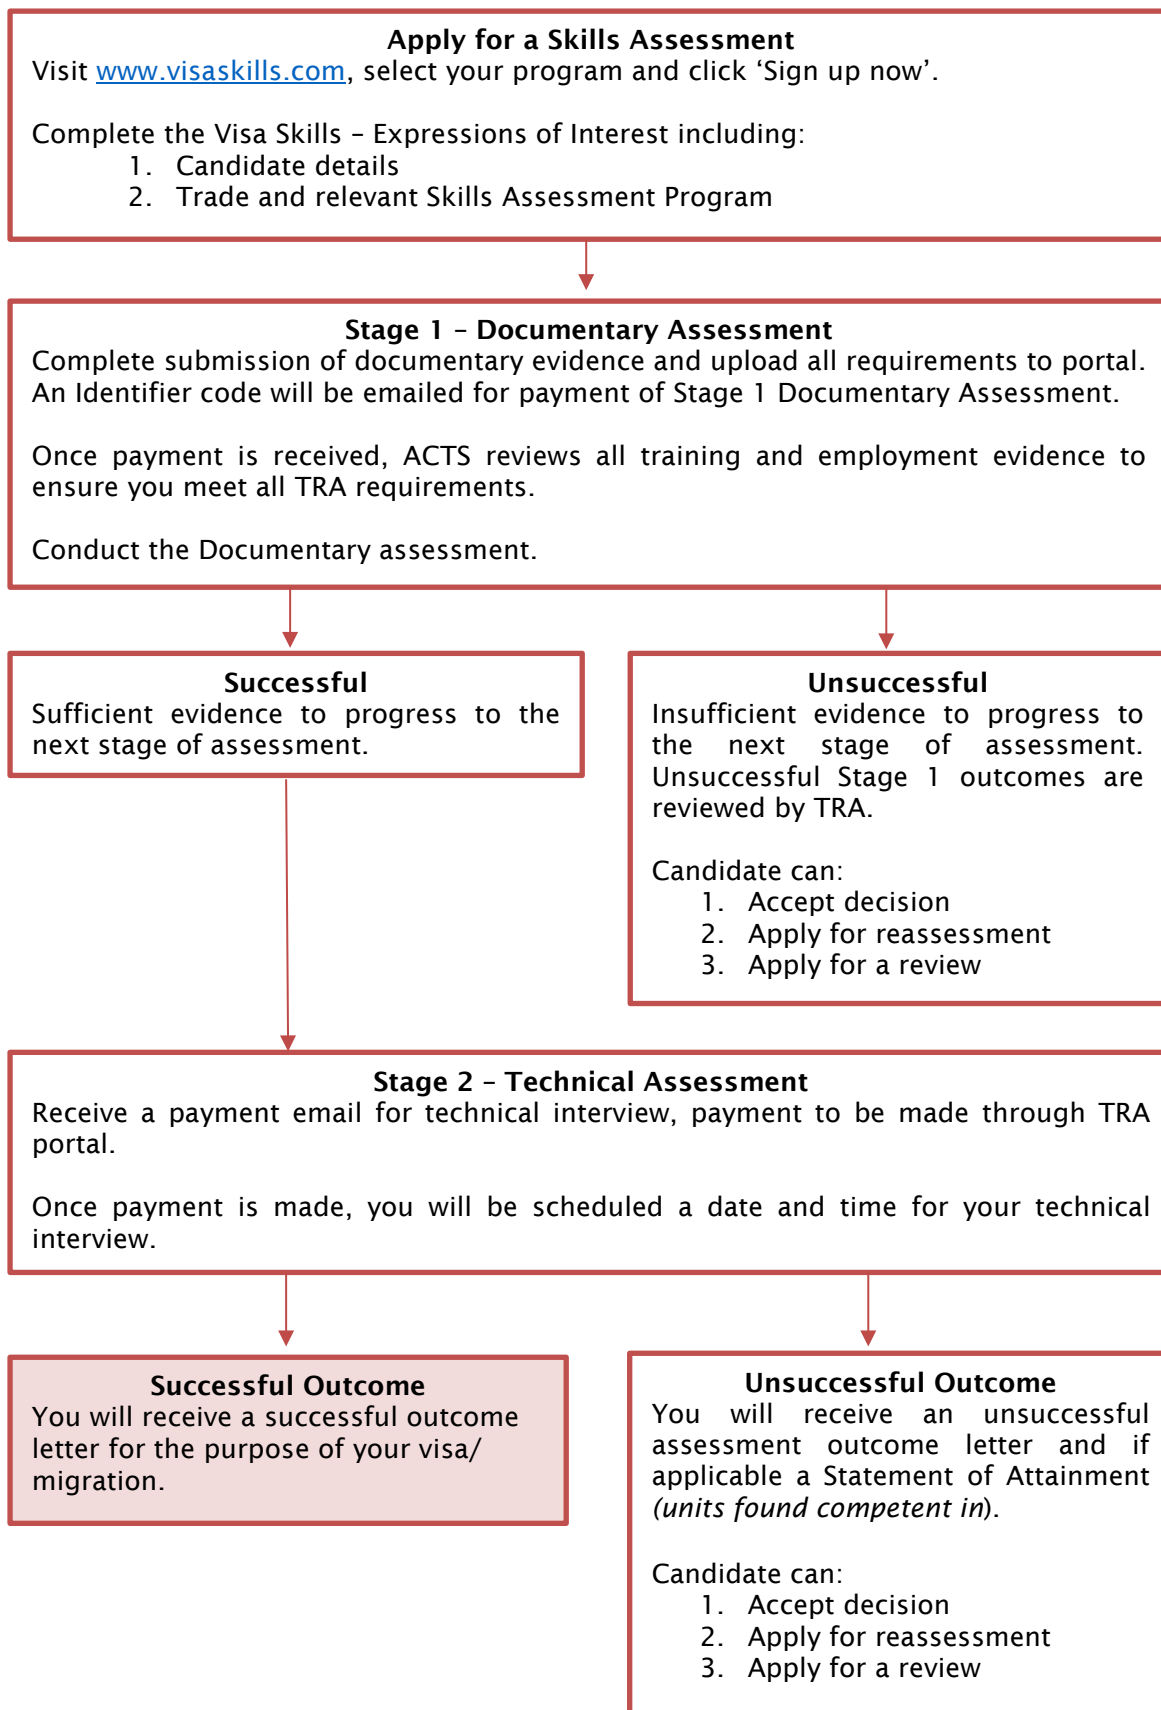 Apply for a Skills Assessment
Visit www.visaskills.com, select your program and click ‘Sign up now’.
Complete the Visa Skills – Expressions of Interest including:
1. Candidate details
2. Trade and relevant Skills Assessment Program
Stage 1 – Documentary Assessment
Complete submission of documentary evidence and upload all requirements to portal.
An Identifier code will be emailed for payment of Stage 1 Documentary Assessment.
Once payment is received, ACTS reviews all training and employment evidence to
ensure you meet all TRA requirements.
Conduct the Documentary assessment.
Successful
Sufficient evidence to progress to the
next stage of assessment.
Unsuccessful
Insufficient evidence to progress to
the next stage of assessment.
Unsuccessful Stage 1 outcomes are
reviewed by TRA.
Candidate can:
1. Accept decision
2. Apply for reassessment
3. Apply for a review
Stage 2 – Technical Assessment
Receive a payment email for technical interview, payment to be made through TRA
portal.
Once payment is made, you will be scheduled a date and time for your technical
interview.
Successful Outcome
You will receive a successful outcome
letter for the purpose of your visa/
migration.
Unsuccessful Outcome
You will receive an unsuccessful
assessment outcome letter and if
applicable a Statement of Attainment
(units found competent in).
Candidate can:
1. Accept decision
2. Apply for reassessment
3. Apply for a review